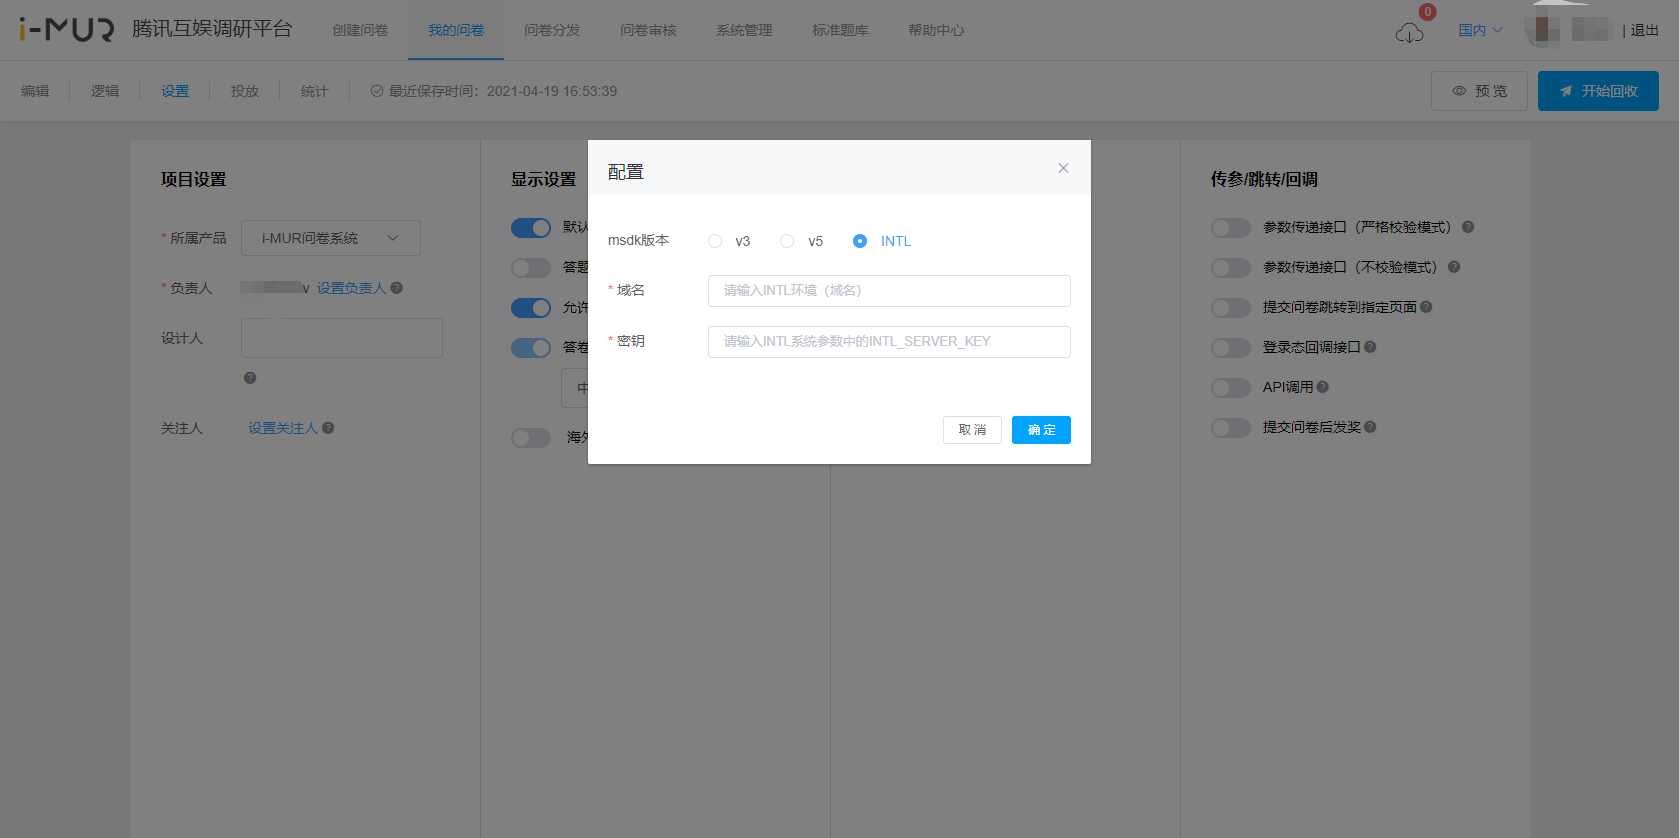 i-MUR 腾讯互娱调研平台 创建问卷 我的问卷 问卷分发 问卷审核 系统管理 标准题库 帮助中心 0 国内 | 退出
编辑 逻辑 设置 投放 统计 最近保存时间：2021-04-19 16:53:39 预 览 开始回收
项目设置
* 所属产品 i-MUR问卷系统
* 负责人 v 设置负责人 ?
设计人
?
关注人 设置关注人 ?
显示设置
默认
答题
允许
答卷
中
海外
配置
msdk版本 v3 v5 INTL
* 域名 请输入INTL环境（域名）
* 密钥 请输入INTL系统参数中的INTL_SERVER_KEY
取 消 确 定
传参/跳转/回调
参数传递接口（严格校验模式） ?
参数传递接口（不校验模式） ?
提交问卷跳转到指定页面 ?
登录态回调接口 ?
API调用 ?
提交问卷后发奖 ?